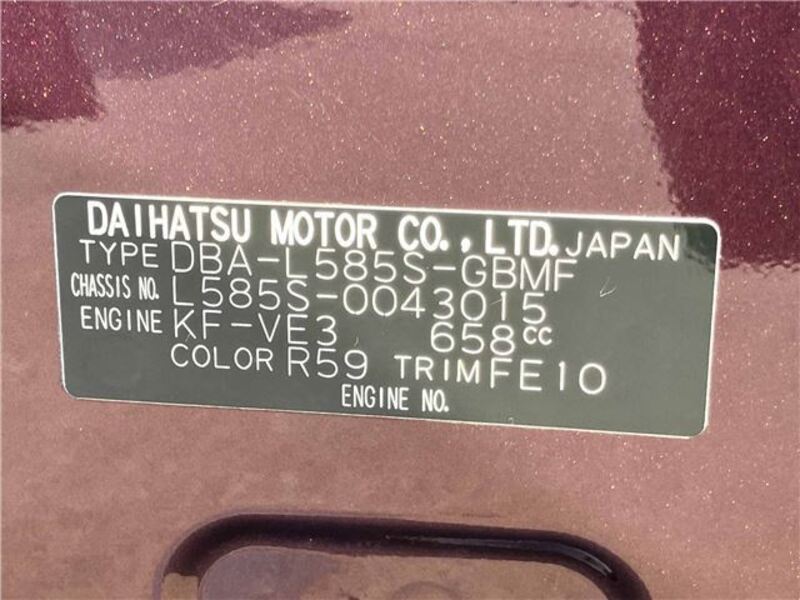 DAIHATSU MOTOR CO., LTD. JAPAN
TYPE DBA-L585S-GBMF
CHASSIS NO. L585S-0043015
ENGINE KF-VE3 658cc
COLOR R59 TRIM FE10
ENGINE NO.